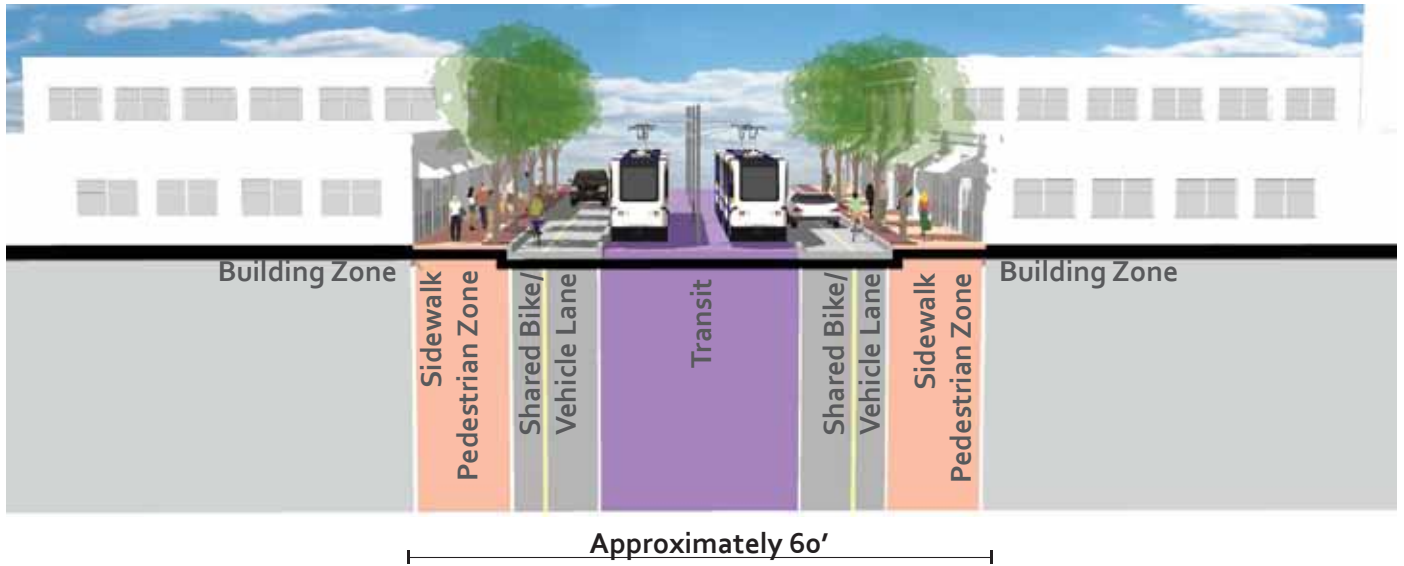 Building Zone
Sidewalk
Pedestrian Zone
Shared Bike/
Vehicle Lane
Transit
Shared Bike/
Vehicle Lane
Sidewalk
Pedestrian Zone
Building Zone
Approximately 60'